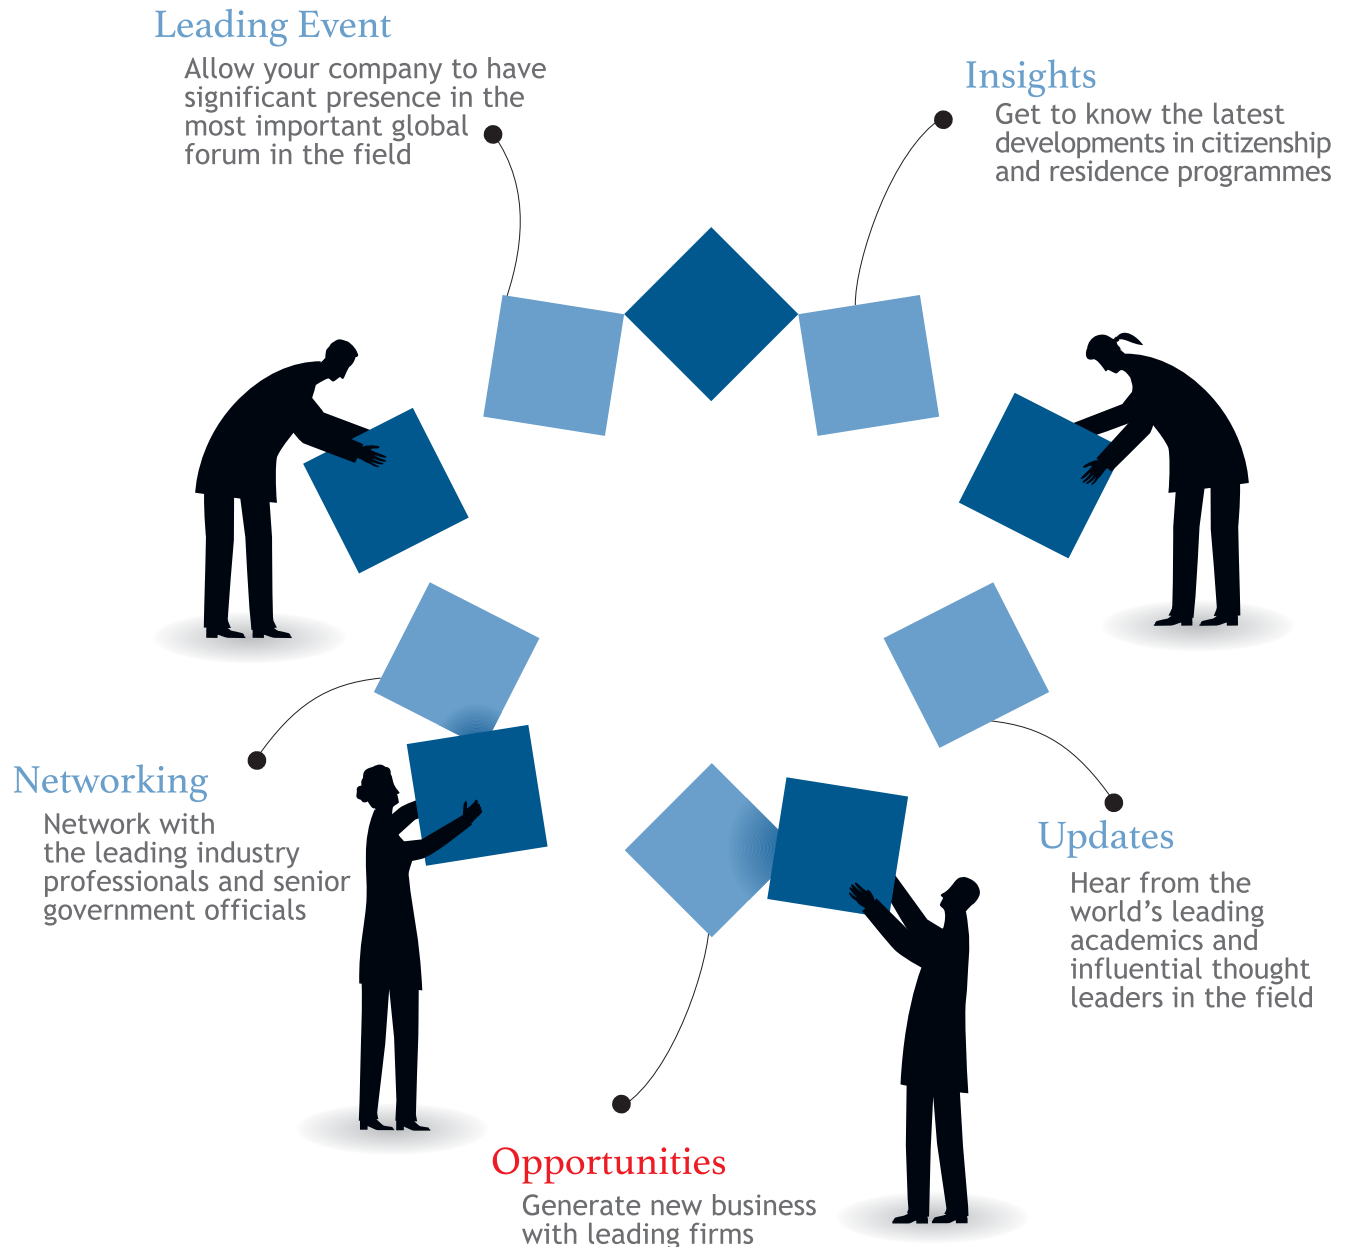 Leading Event
Allow your company to have
significant presence in the
most important global
forum in the field
Insights
Get to know the latest
developments in citizenship
and residence programmes
Networking
Network with
the leading industry
professionals and senior
government officials
Updates
Hear from the
world’s leading
academics and
influential thought
leaders in the field
Opportunities
Generate new business
with leading firms